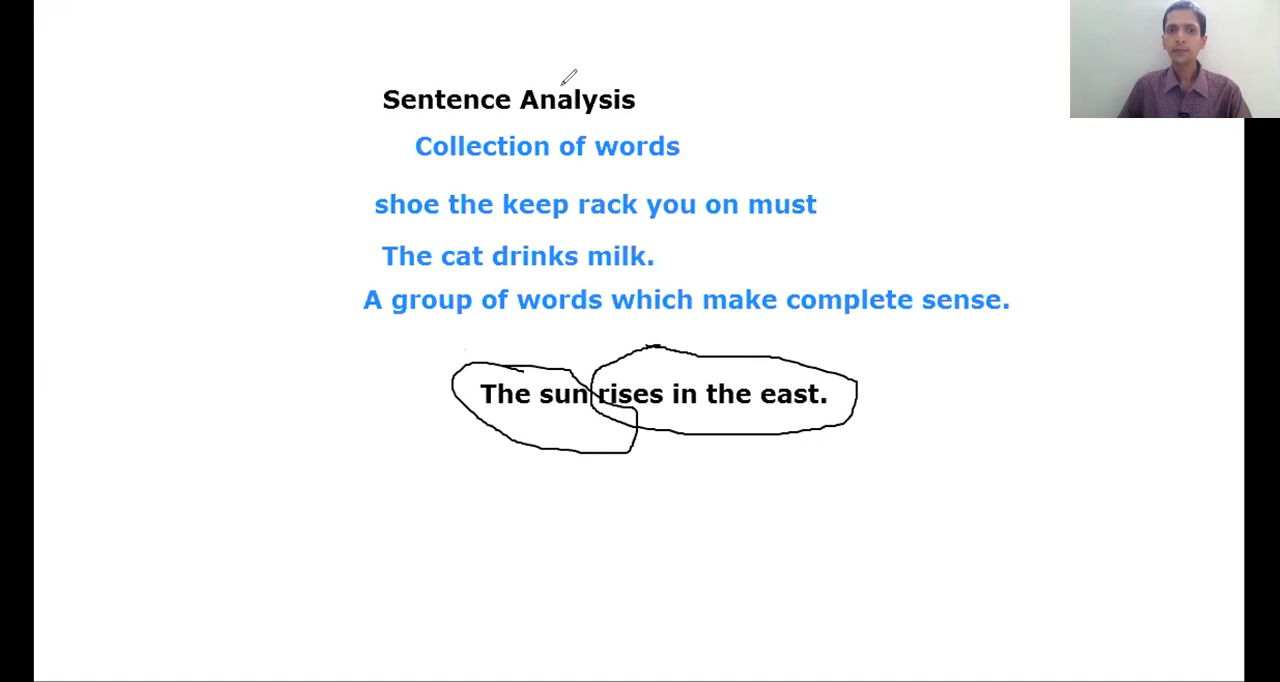 Sentence Analysis
Collection of words
shoe the keep rack you on must
The cat drinks milk.
A group of words which make complete sense.
The sun rises in the east.